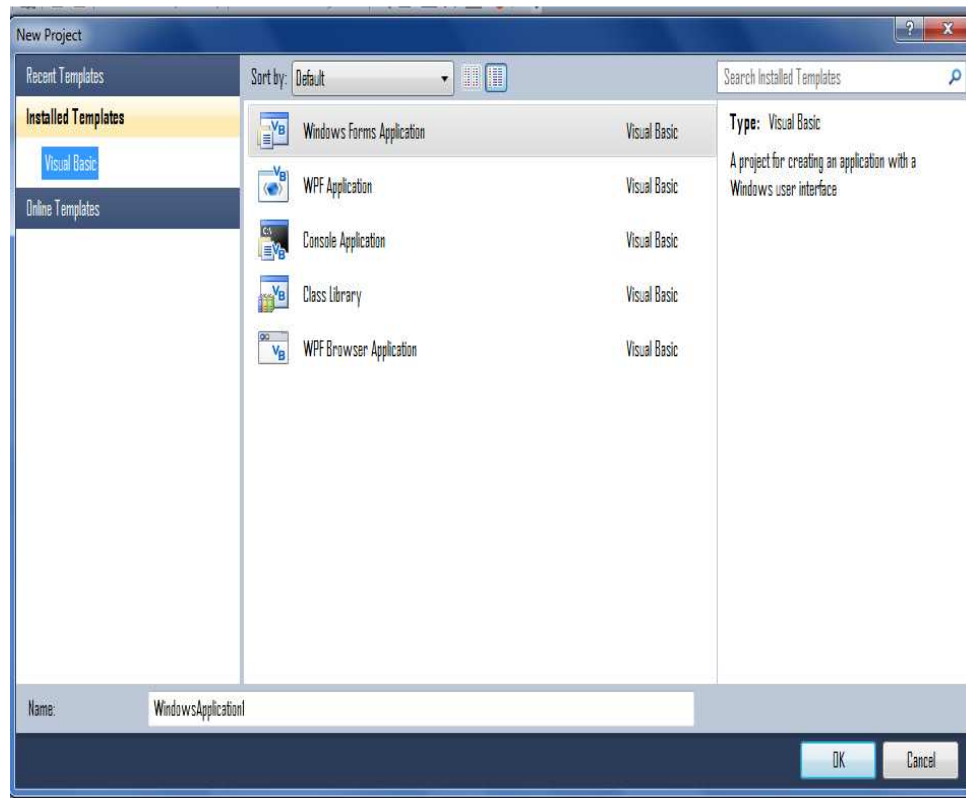 New Project
Recent Templates
Installed Templates
Visual Basic
Online Templates
Sort by: Default
Search Installed Templates
Windows Forms Application Visual Basic
WPF Application Visual Basic
Console Application Visual Basic
Class Library Visual Basic
WPF Browser Application Visual Basic
Type: Visual Basic
A project for creating an application with a
Windows user interface
Name: WindowsApplication1
OK Cancel